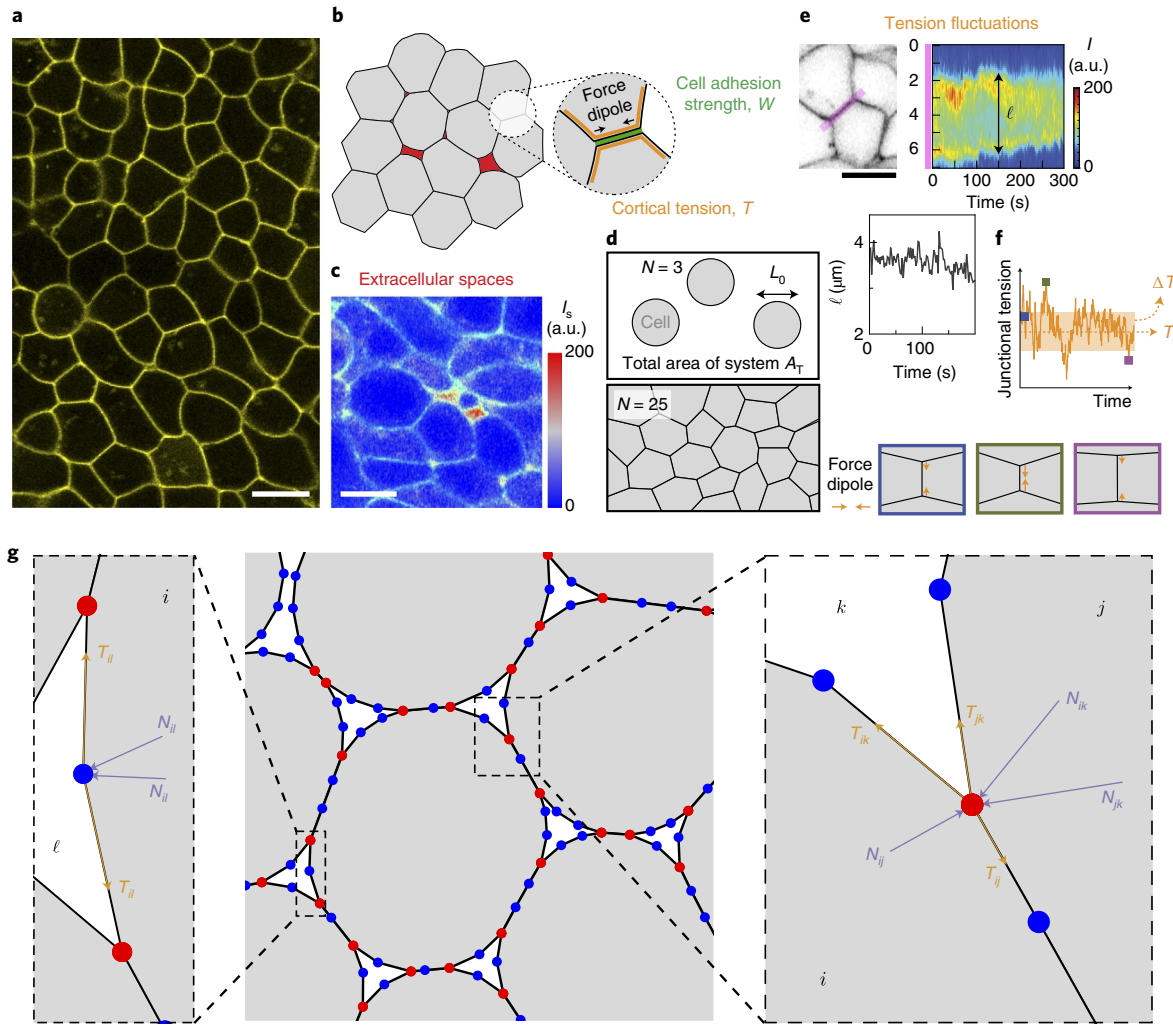 a
b
Force
dipole
Cell adhesion
strength, W
Cortical tension, T
c
Extracellular spaces
I_s
(a.u.)
200
0
d
N = 3
L_0
Cell
Total area of system A_T
N = 25
e
Tension fluctuations
0
2
4
6
0 100 200 300
Time (s)
ℓ
I
(a.u.)
200
0
4
2
ℓ (μm)
0 100
Time (s)
f
Junctional tension
ΔT
T
Time
Force
dipole
g
i
T_il
N_il
N_il
ℓ
T_il
k
j
T_ik
T_jk
N_ik
N_jk
N_ij
T_ij
i